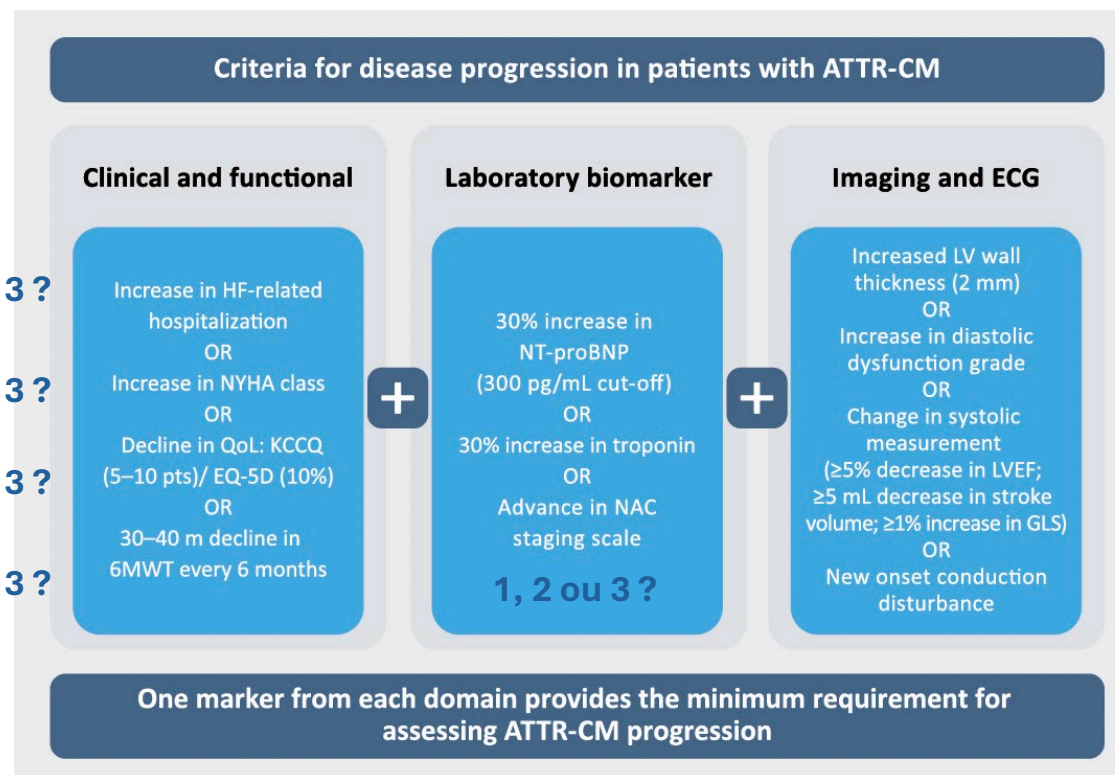 Criteria for disease progression in patients with ATTR-CM
Clinical and functional
3 ?
Increase in HF-related
hospitalization
OR
3 ?
Increase in NYHA class
OR
Decline in QoL: KCCQ
3 ?
(5–10 pts)/ EQ-5D (10%)
OR
30–40 m decline in
3 ?
6MWT every 6 months
+
Laboratory biomarker
30% increase in
NT-proBNP
(300 pg/mL cut-off)
OR
30% increase in troponin
OR
Advance in NAC
staging scale
1, 2 ou 3 ?
+
Imaging and ECG
Increased LV wall
thickness (2 mm)
OR
Increase in diastolic
dysfunction grade
OR
Change in systolic
measurement
(≥5% decrease in LVEF;
≥5 mL decrease in stroke
volume; ≥1% increase in GLS)
OR
New onset conduction
disturbance
One marker from each domain provides the minimum requirement for
assessing ATTR-CM progression